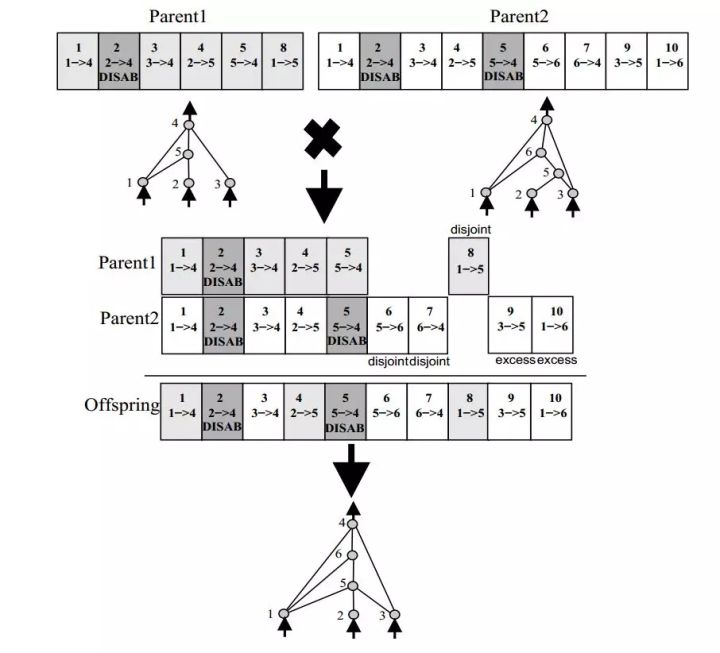 Parent1 Parent2
1 2 3 4 5 8 1 2 3 4 5 6 7 9 10
1->4 2->4 3->4 2->5 5->4 1->5 1->4 2->4 3->4 2->5 5->4 5->6 6->4 3->5 1->6
DISAB DISAB DISAB
4 4
5 6
5
1 2 3 1 2 3
disjoint
Parent1 1 2 3 4 5 8
1->4 2->4 3->4 2->5 5->4 1->5
DISAB
Parent2 1 2 3 4 5 6 7 9 10
1->4 2->4 3->4 2->5 5->4 5->6 6->4 3->5 1->6
DISAB DISAB
disjoint disjoint excess excess
Offspring 1 2 3 4 5 6 7 8 9 10
1->4 2->4 3->4 2->5 5->4 5->6 6->4 1->5 3->5 1->6
DISAB DISAB
4
6
5
1 2 3